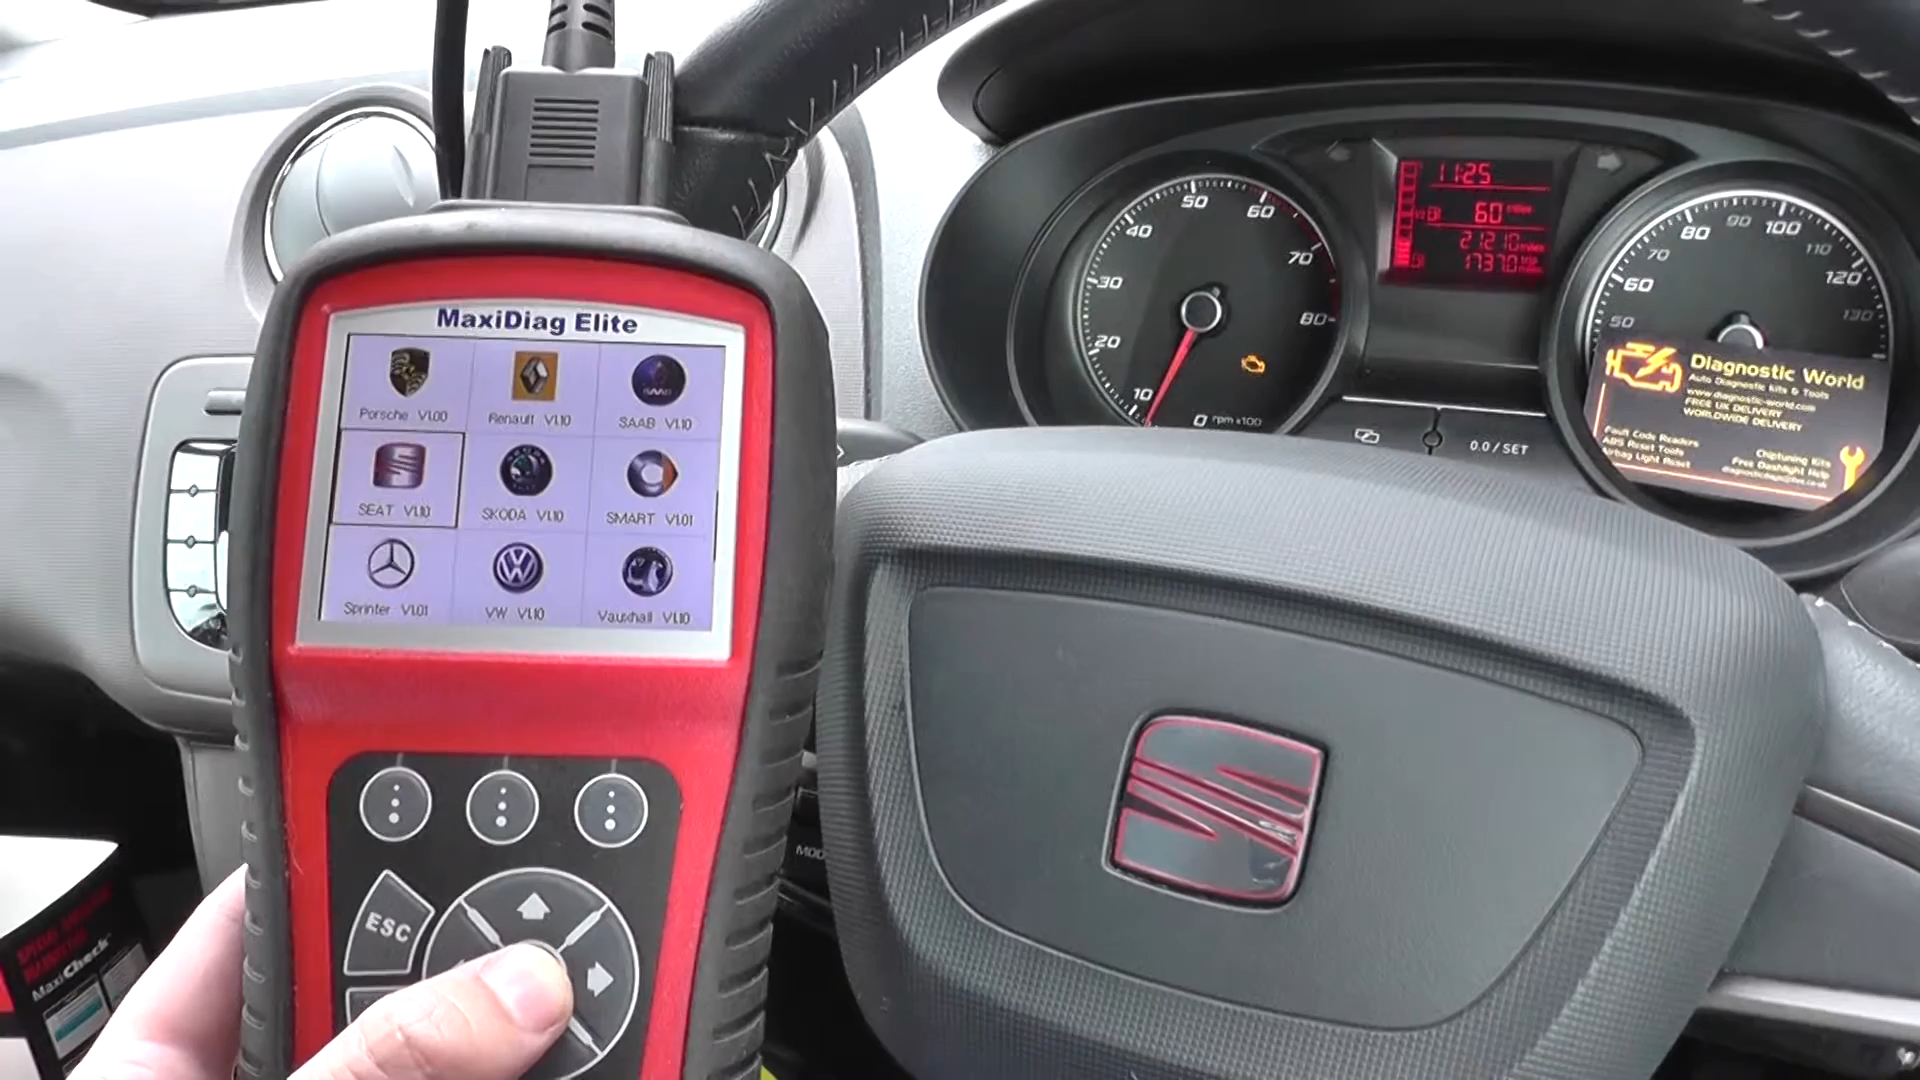 MaxiDiag Elite
Porsche V1.00
Renault V1.10
SAAB V1.10
SEAT V1.10
SKODA V1.10
SMART V1.01
Sprinter V1.01
VW V1.10
Vauxhall V1.10
ESC
MaxiCheck
10
20
30
40
50
60
70
80
0 rpm x100
11:25
60 miles
21210 miles
1737.0
0.0 / SET
50
60
70
80
90
100
110
120
130
Diagnostic World
Auto Diagnostic Kits & Tools
www.diagnostic-world.com
FREE UK DELIVERY
WORLDWIDE DELIVERY
Fault Code Readers
ABS Reset Tools
Airbag Light Reset
Chiptuning Kits
Free Dashlight Help